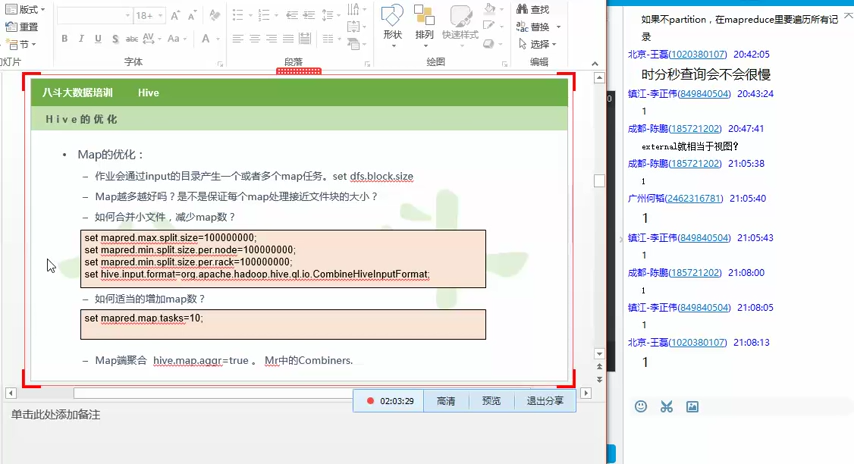 版式
重置
节
灯片
18+
B I U S abc AV Aa A
字体
段落
形状
排列
快速样式
绘图
查找
替换
选择
编辑
八斗大数据培训 Hive
Hive的优化
• Map的优化：
– 作业会通过input的目录产生一个或者多个map任务。set dfs.block.size
– Map越多越好吗？是不是保证每个map处理接近文件块的大小？
– 如何合并小文件，减少map数？
set mapred.max.split.size=100000000;
set mapred.min.split.size.per.node=100000000;
set mapred.min.split.size.per.rack=100000000;
set hive.input.format=org.apache.hadoop.hive.ql.io.CombineHiveInputFormat;
– 如何适当的增加map数？
set mapred.map.tasks=10;
– Map端聚合 hive.map.aggr=true 。 Mr中的Combiners.
02:03:29
高清
预览
退出分享
单击此处添加备注
如果不partition，在mapreduce里要遍历所有记
录
北京-王磊(1020380107) 20:42:05
时分秒查询会不会很慢
镇江-李正伟(849840504) 20:43:24
1
成都-陈鹏(185721202) 20:47:41
external就相当于视图？
成都-陈鹏(185721202) 21:05:38
1
广州何韬(2462316781) 21:05:40
1
镇江-李正伟(849840504) 21:05:43
1
成都-陈鹏(185721202) 21:08:00
1
镇江-李正伟(849840504) 21:08:05
1
北京-王磊(1020380107) 21:08:13
1